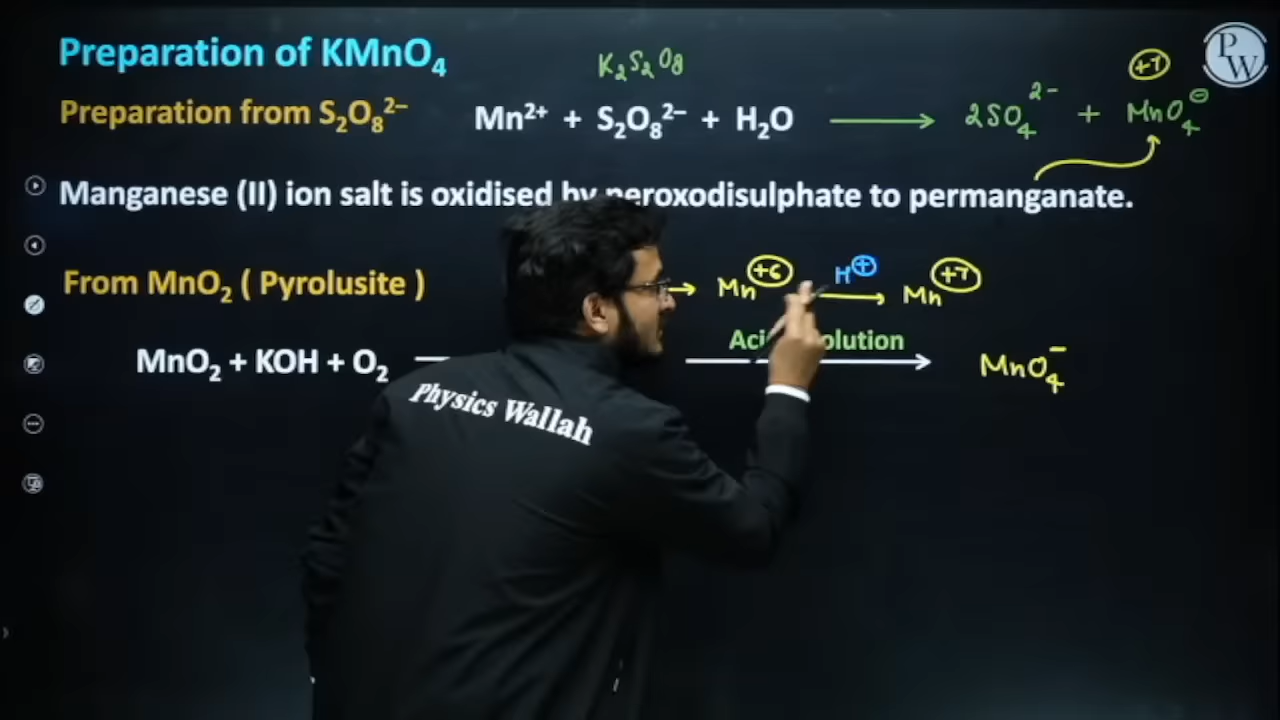 Preparation of KMnO₄
K₂S₂O₈
+7
PW
Preparation from S₂O₈²⁻ Mn²⁺ + S₂O₈²⁻ + H₂O ⟶ 2SO₄²⁻ + MnO₄⊖
Manganese (II) ion salt is oxidised by peroxodisulphate to permanganate.
From MnO₂ ( Pyrolusite ) → Mn+6 H⊕ → Mn+7
MnO₂ + KOH + O₂ olution ⟶ MnO₄⁻
Physics Wallah